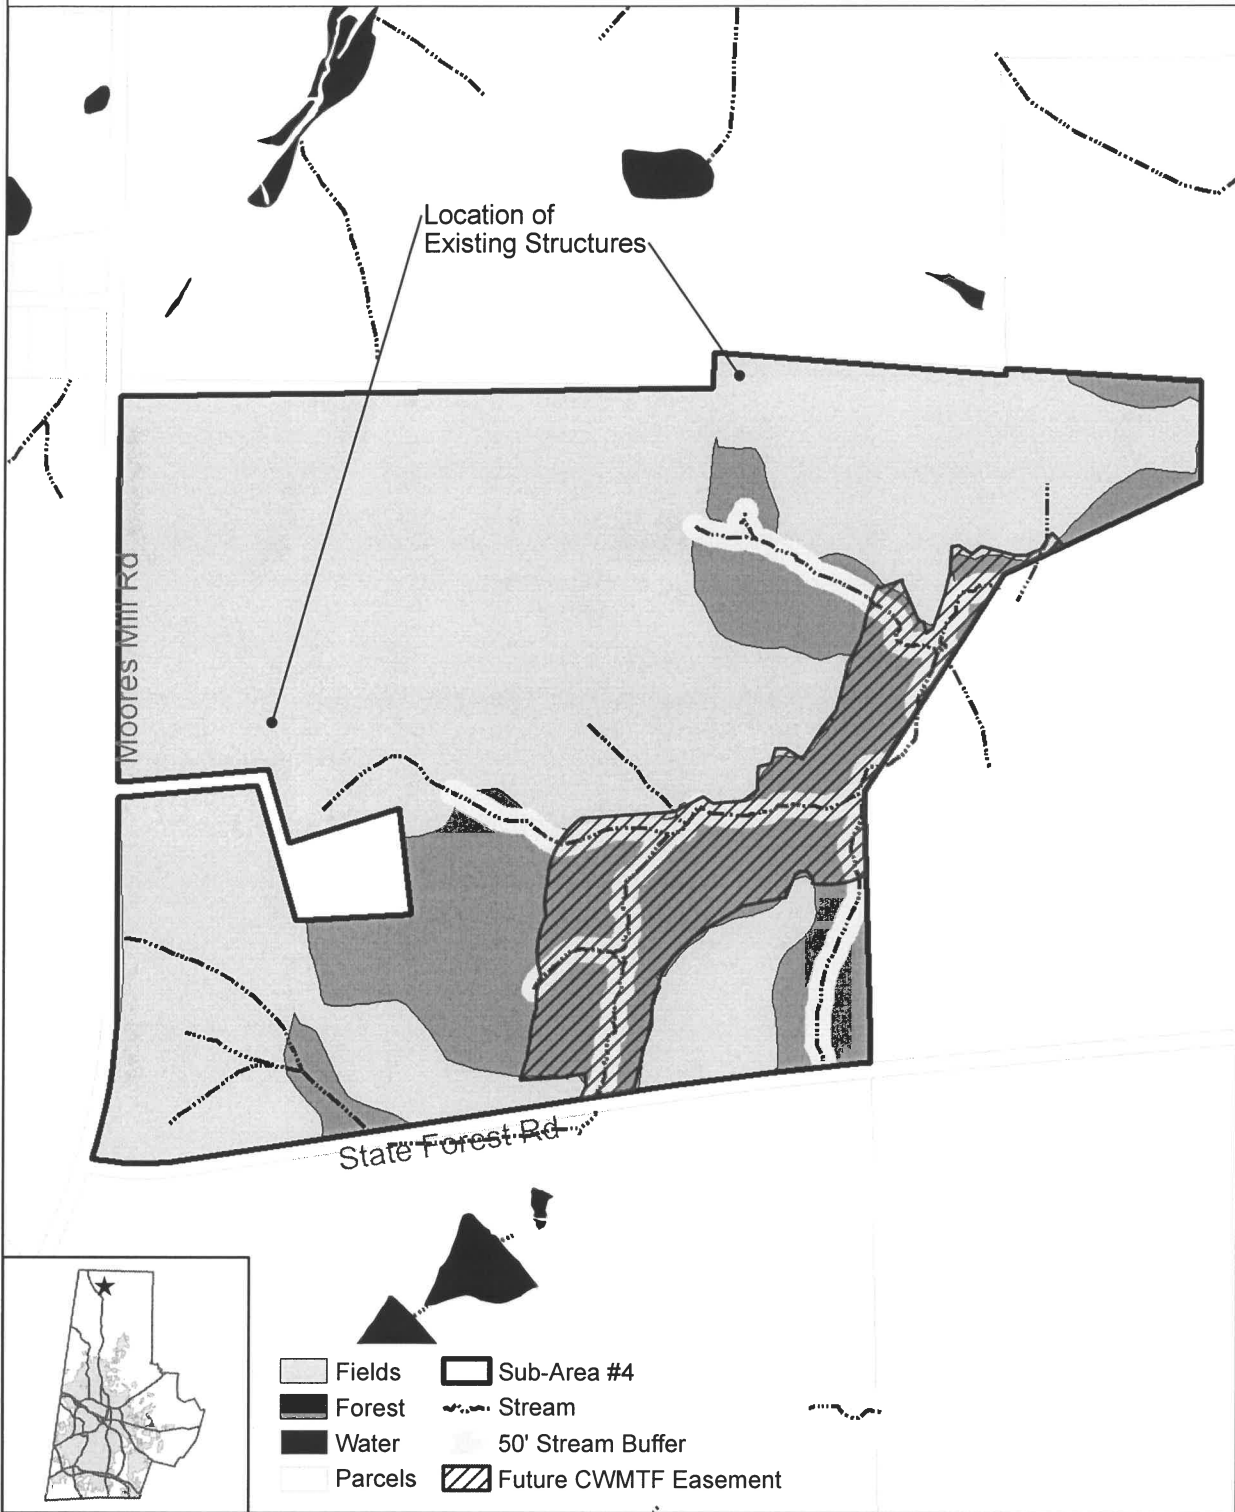 Location of
Existing Structures
Moores Mill Rd
State Forest Rd
Fields
Sub-Area #4
Forest
Stream
Water
50' Stream Buffer
Parcels
Future CWMTF Easement